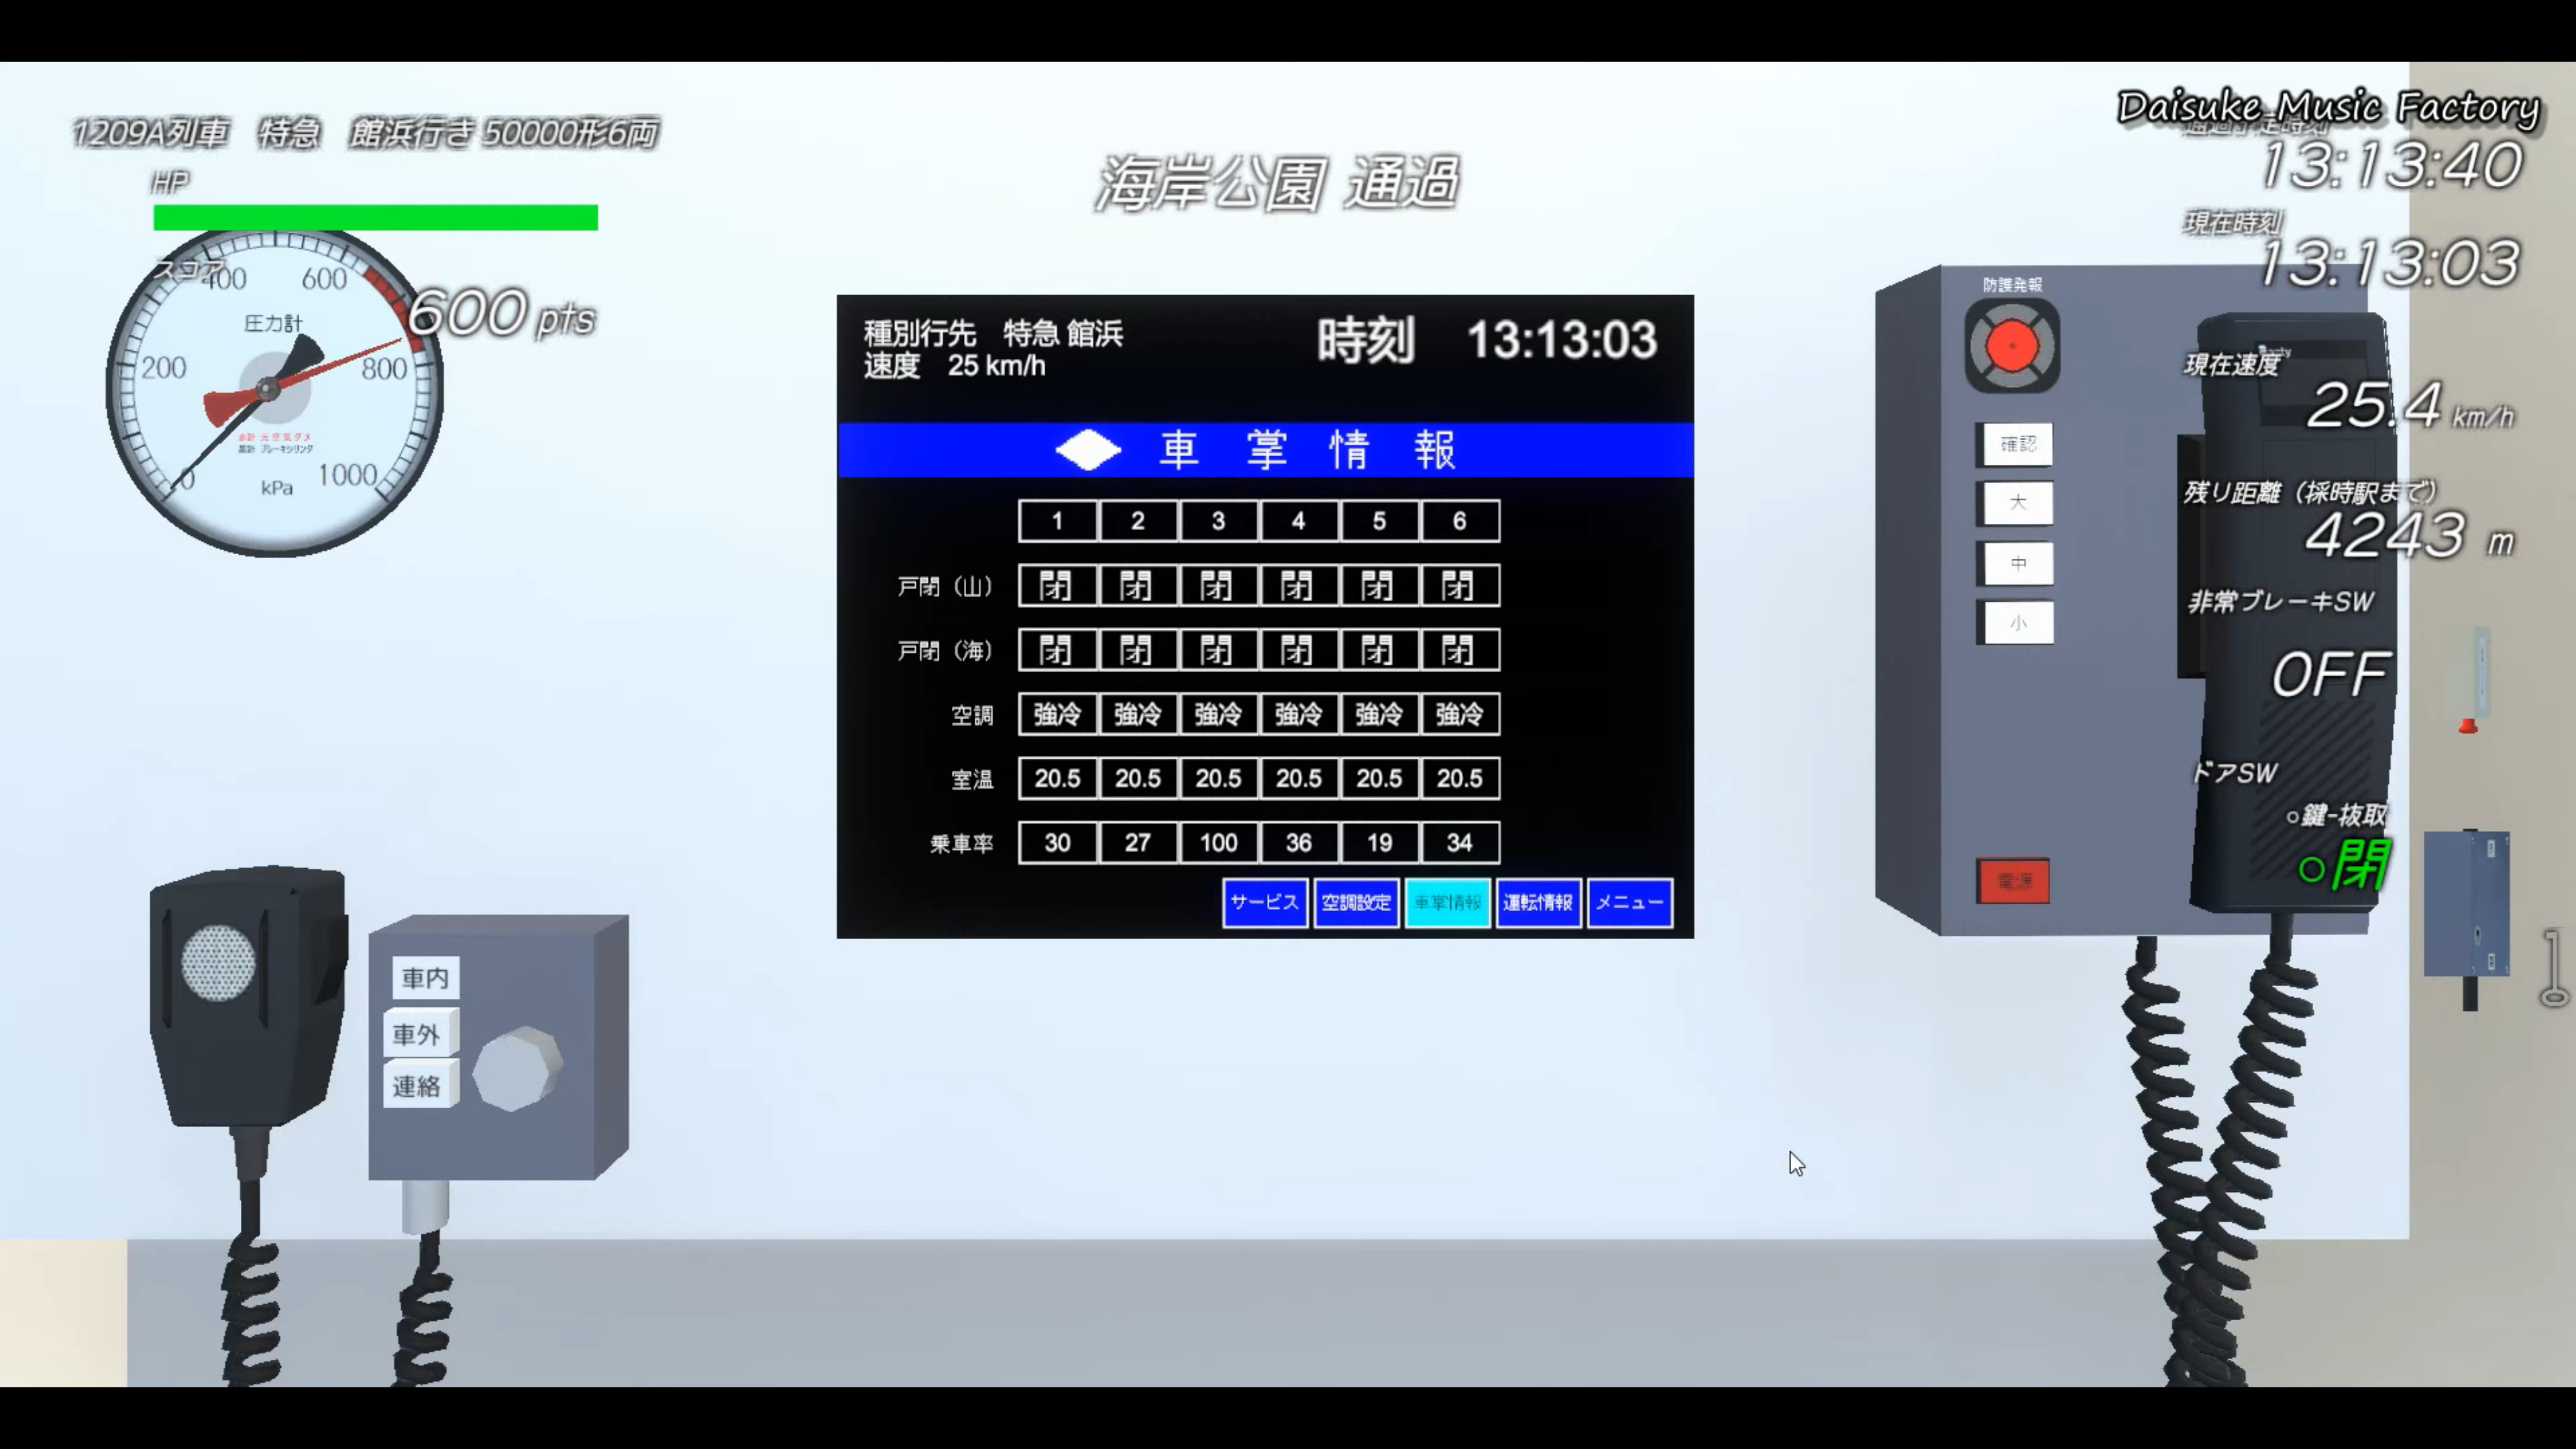 1209A列車 特急 館浜行き 50000形6両
HP
スコア
600 pts
200
400
600
800
1000
0
圧力計
kPa
海岸公園 通過
Daisuke Music Factory
13:13:40
現在時刻
13:13:03
現在速度
25.4 km/h
残り距離（採時駅まで）
4243 m
非常ブレーキSW
OFF
ドアSW
○鍵-抜取
○閉
種別行先 特急 館浜
速度 25 km/h
時刻 13:13:03
車掌情報
1 2 3 4 5 6
戸閉（山） 閉 閉 閉 閉 閉 閉
戸閉（海） 閉 閉 閉 閉 閉 閉
空調 強冷 強冷 強冷 強冷 強冷 強冷
室温 20.5 20.5 20.5 20.5 20.5 20.5
乗車率 30 27 100 36 19 34
サービス 空調設定 車掌情報 運転情報 メニュー
防護発報
確認
大
中
小
電源
車内
車外
連絡